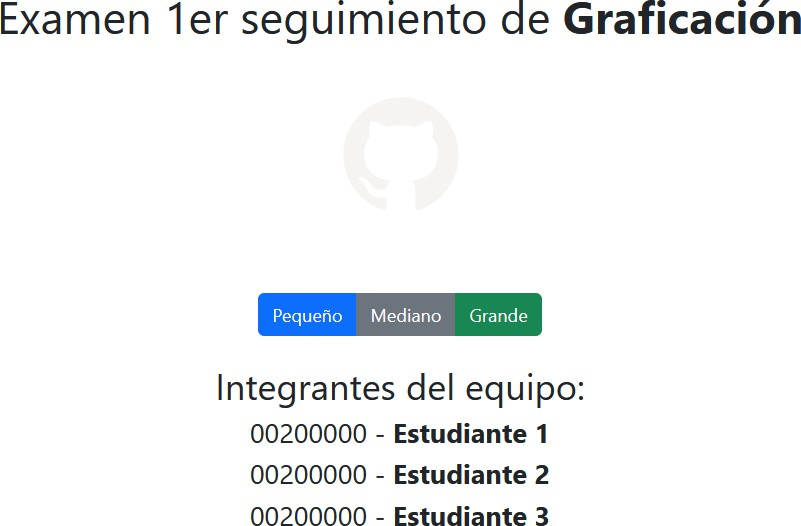 Examen 1er seguimiento de Graficación
Pequeño Mediano Grande
Integrantes del equipo:
00200000 - Estudiante 1
00200000 - Estudiante 2
00200000 - Estudiante 3